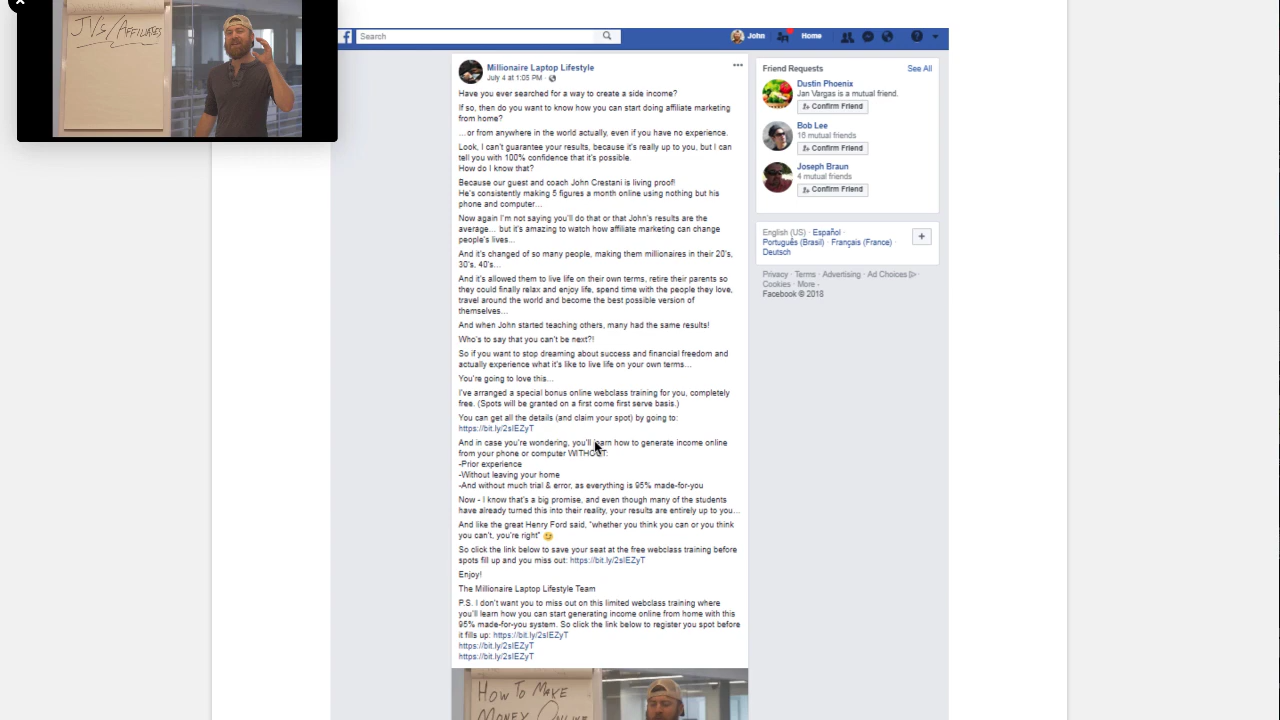 JVs/AFFILIATES
Search
John
Home
Millionaire Laptop Lifestyle
July 4 at 1:05 PM ·
Have you ever searched for a way to create a side income?
If so, then do you want to know how you can start doing affiliate marketing
from home?
…or from anywhere in the world actually, even if you have no experience.
Look, I can't guarantee your results, because it's really up to you, but I can
tell you with 100% confidence that it's possible.
How do I know that?
Because our guest and coach John Crestani is living proof!
He's consistently making 5 figures a month online using nothing but his
phone and computer…
Now again I'm not saying you'll do that or that John's results are the
average… but it's amazing to watch how affiliate marketing can change
people's lives…
And it's changed of so many people, making them millionaires in their 20's,
30's, 40's…
And it's allowed them to live life on their own terms, retire their parents so
they could finally relax and enjoy life, spend time with the people they love,
travel around the world and become the best possible version of
themselves…
And when John started teaching others, many had the same results!
Who's to say that you can't be next?!
So if you want to stop dreaming about success and financial freedom and
actually experience what it's like to live life on your own terms…
You're going to love this…
I've arranged a special bonus online webclass training for you, completely
free. (Spots will be granted on a first come first serve basis.)
You can get all the details (and claim your spot) by going to:
https://bit.ly/2sIEZyT
And in case you're wondering, you'll learn how to generate income online
from your phone or computer WITHOUT:
-Prior experience
-Without leaving your home
-And without much trial & error, as everything is 95% made-for-you
Now - I know that's a big promise, and even though many of the students
have already turned this into their reality, your results are entirely up to you…
And like the great Henry Ford said, "whether you think you can or you think
you can't, you're right" 😉
So click the link below to save your seat at the free webclass training before
spots fill up and you miss out: https://bit.ly/2sIEZyT
Enjoy!
The Millionaire Laptop Lifestyle Team
P.S. I don't want you to miss out on this limited webclass training where
you'll learn how you can start generating income online from home with this
95% made-for-you system. So click the link below to register you spot before
it fills up: https://bit.ly/2sIEZyT
https://bit.ly/2sIEZyT
https://bit.ly/2sIEZyT
HOW TO MAKE
MONEY ONLINE
Friend Requests
See All
Dustin Phoenix
Jan Vargas is a mutual friend.
Confirm Friend
Bob Lee
16 mutual friends
Confirm Friend
Joseph Braun
4 mutual friends
Confirm Friend
English (US) · Español ·
Português (Brasil) · Français (France) ·
Deutsch
Privacy · Terms · Advertising · Ad Choices ·
Cookies · More ·
Facebook © 2018